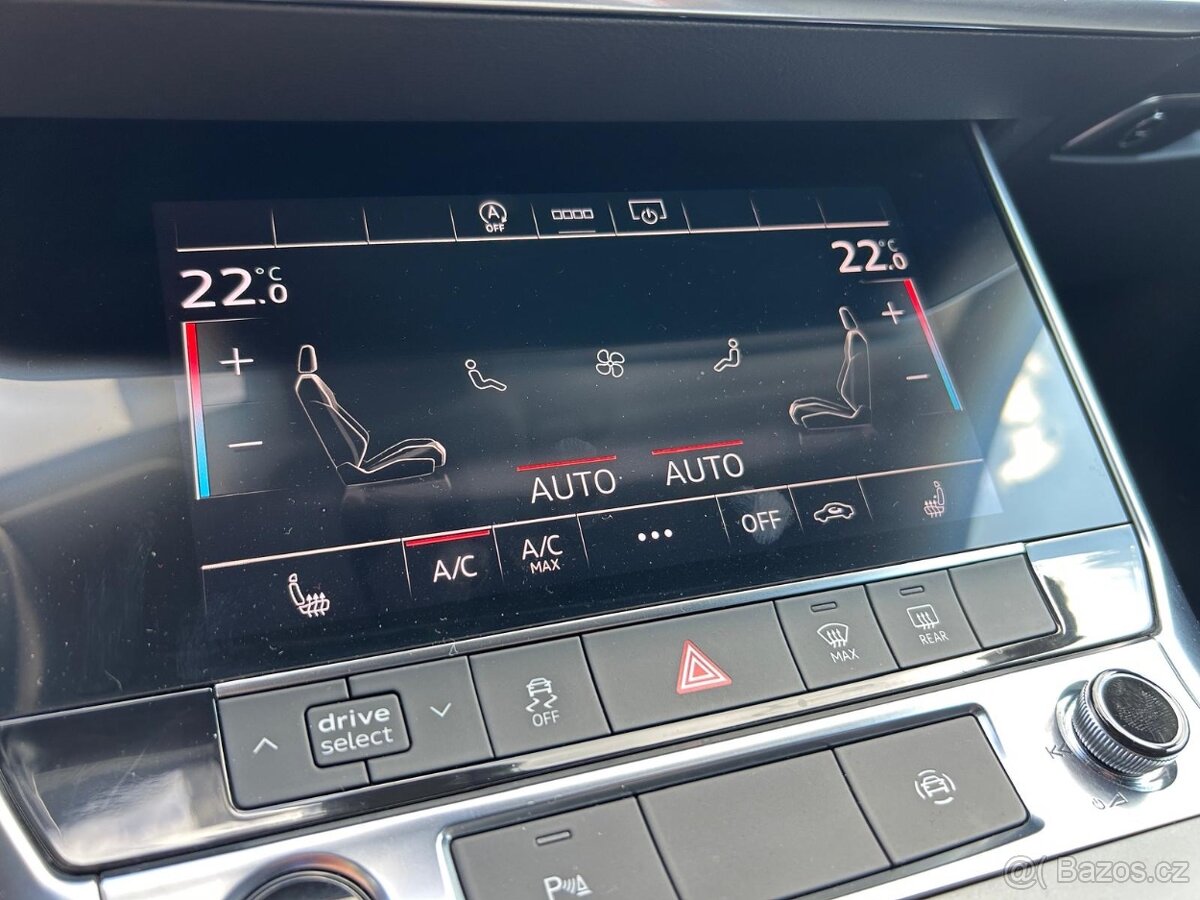 A
OFF
22.0 °C
22.0 °C
+
+
−
−
AUTO
AUTO
A/C
A/C
MAX
•••
OFF
drive
select
OFF
MAX
REAR
P
@( Bazos.cz